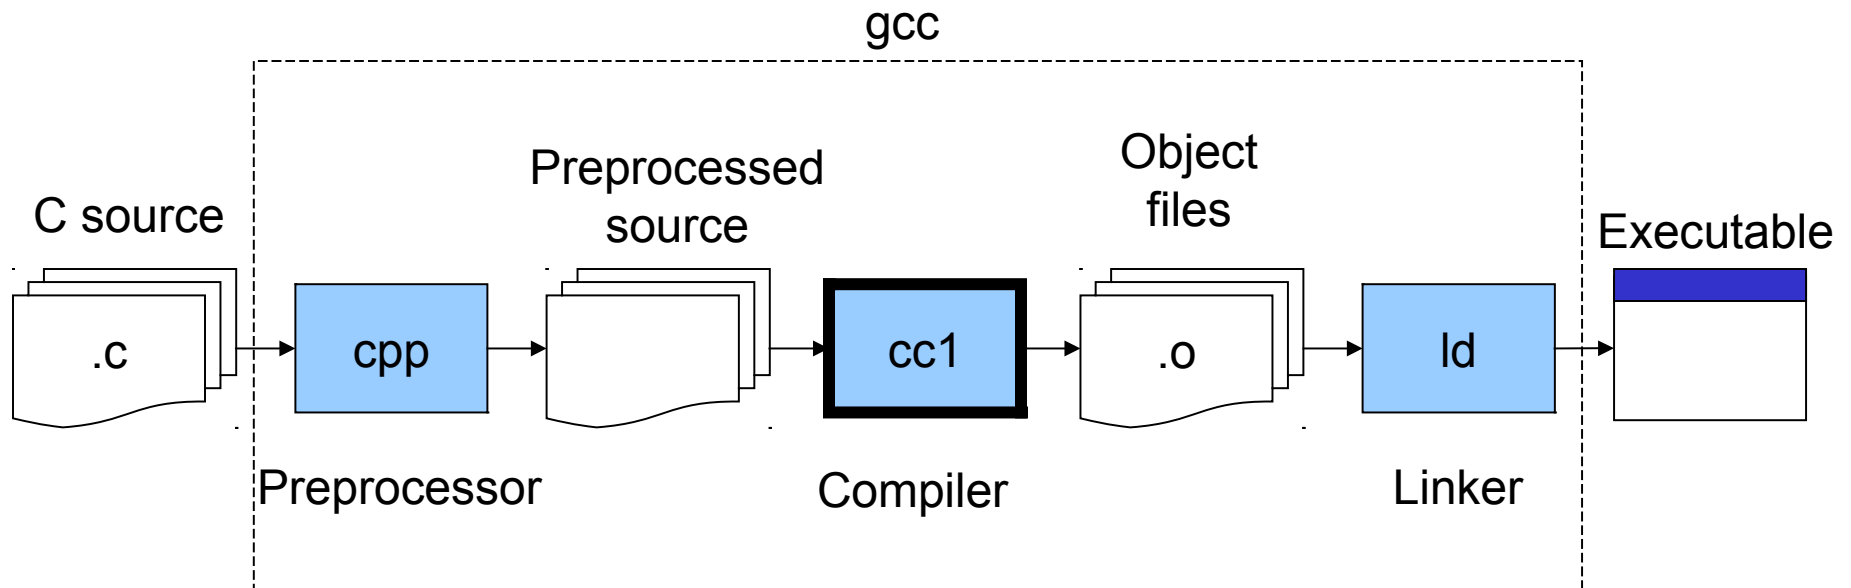 gcc
C source
Preprocessed
source
Object
files
Executable
.c
cpp
cc1
.o
ld
Preprocessor
Compiler
Linker